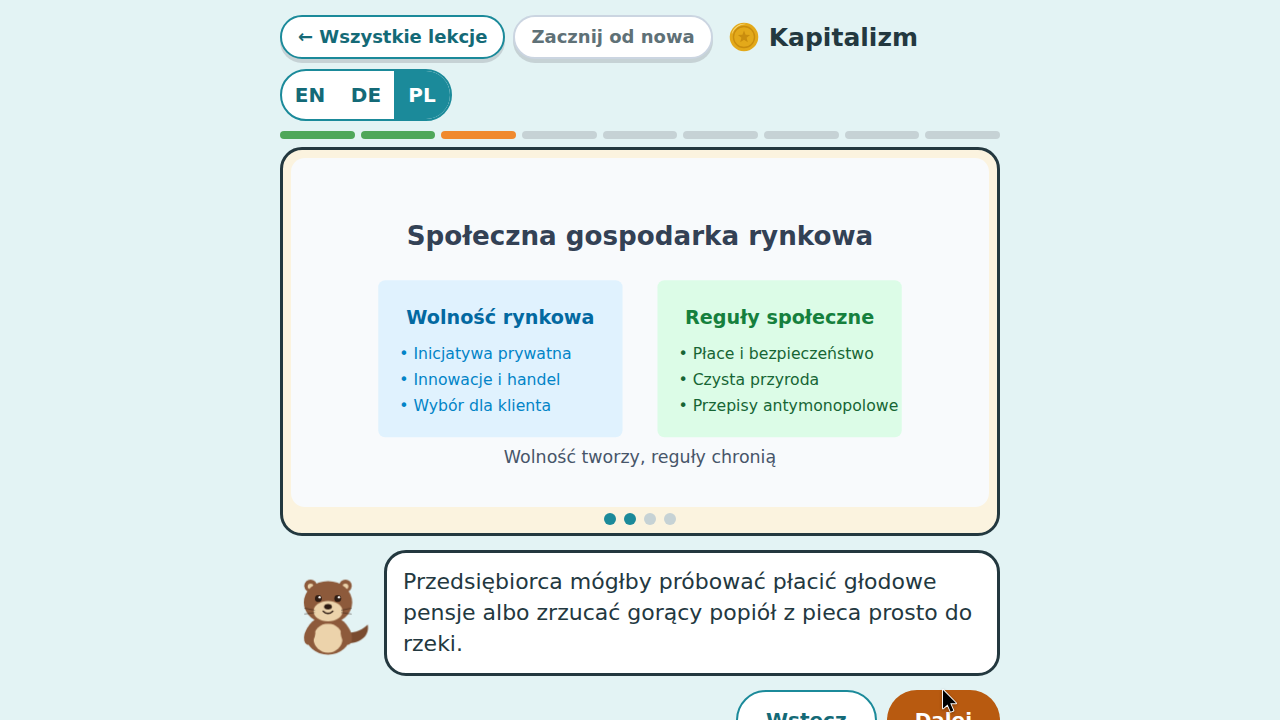 ← Wszystkie lekcje
Zacznij od nowa
Kapitalizm
EN DE PL
Społeczna gospodarka rynkowa
Wolność rynkowa
• Inicjatywa prywatna
• Innowacje i handel
• Wybór dla klienta
Reguły społeczne
• Płace i bezpieczeństwo
• Czysta przyroda
• Przepisy antymonopolowe
Wolność tworzy, reguły chronią
Przedsiębiorca mógłby próbować płacić głodowe
pensje albo zrzucać gorący popiół z pieca prosto do
rzeki.
Wstecz
Dalej